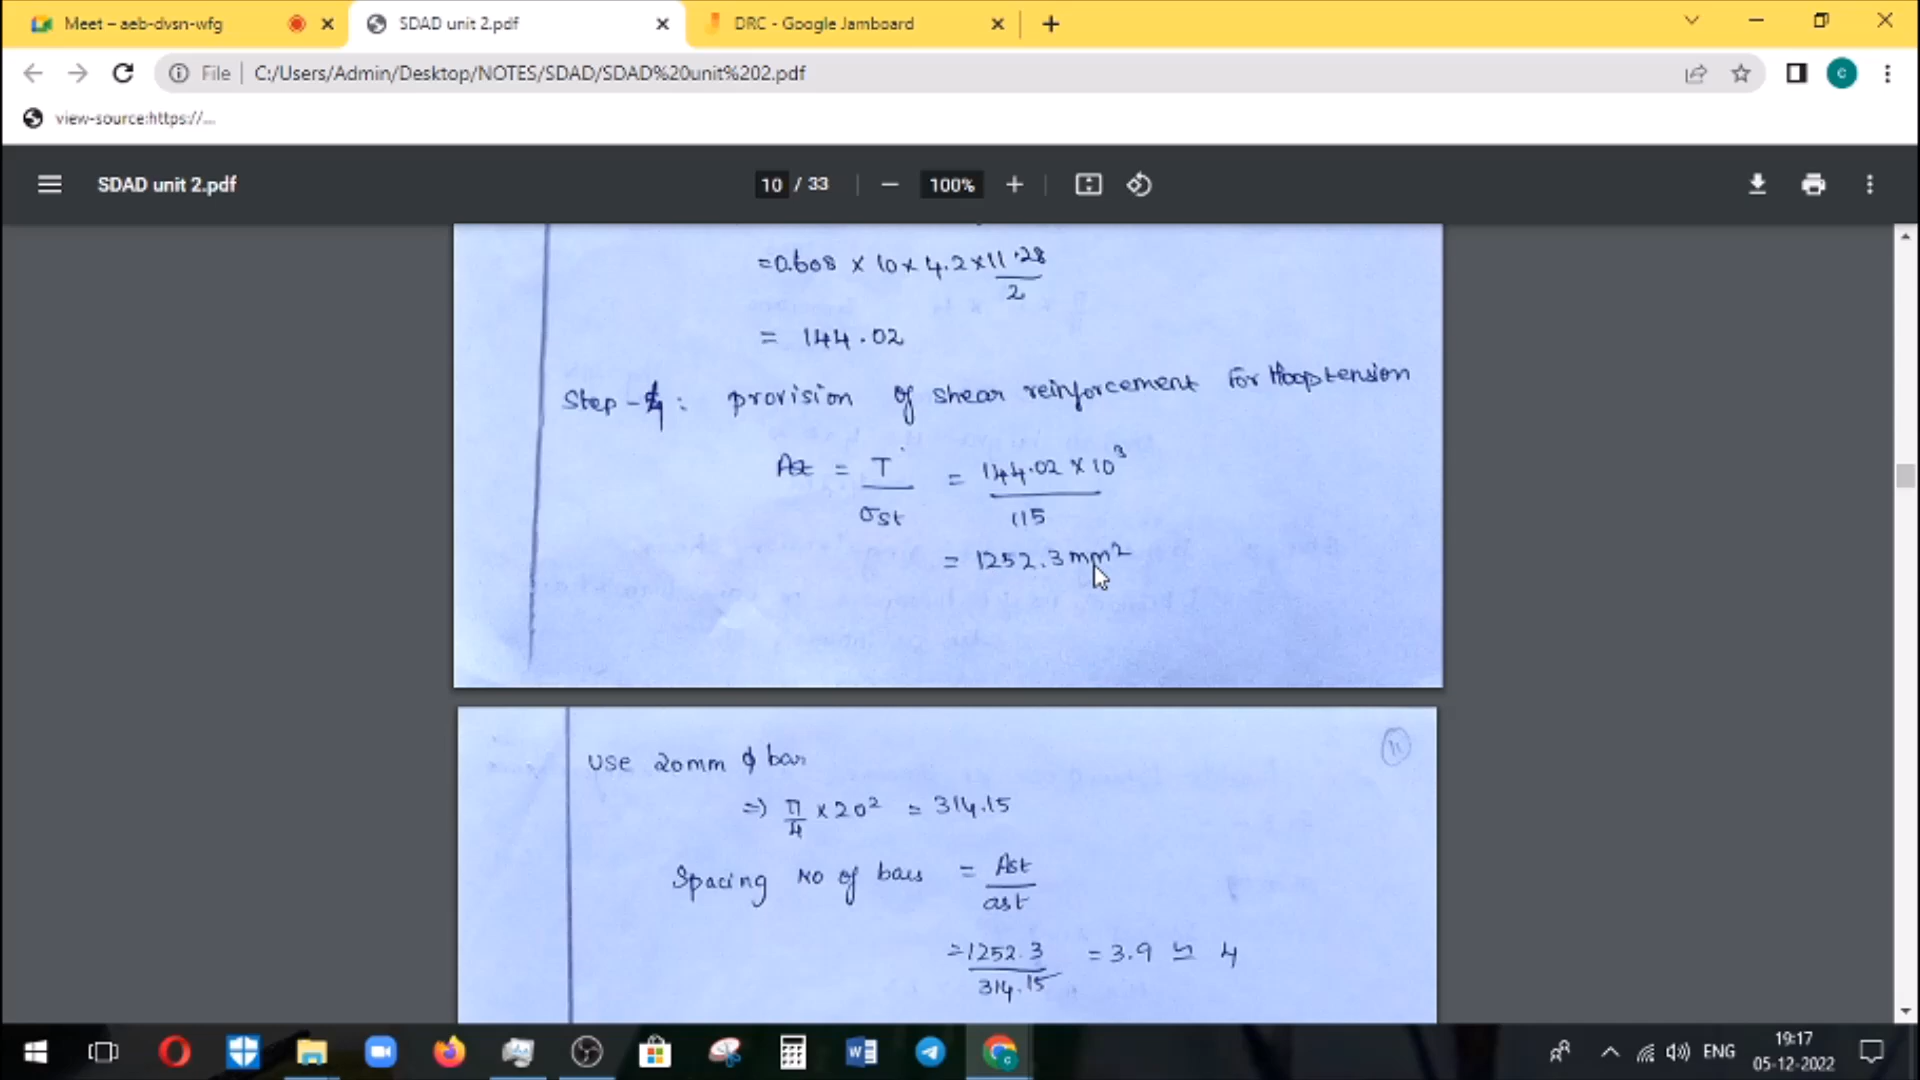 Meet – aeb-dvsn-wfg
SDAD unit 2.pdf
DRC - Google Jamboard
File
C:/Users/Admin/Desktop/NOTES/SDAD/SDAD%20unit%202.pdf
c
view-source:https://...
SDAD unit 2.pdf
10 / 33
100%
=0.608 × 10 × 4.2 × 11.28
2
= 144.02
Step-4: provision of shear reinforcement For Hooptension
Ast = T = 144.02 × 10³
σst 115
= 1252.3 mm²
11
Use 20mm ϕ bar
=> π/4 × 20² = 314.15
Spacing no of bars = Ast
ast
= 1252.3 = 3.9 ≃ 4
314.15
ENG
19:17
05-12-2022